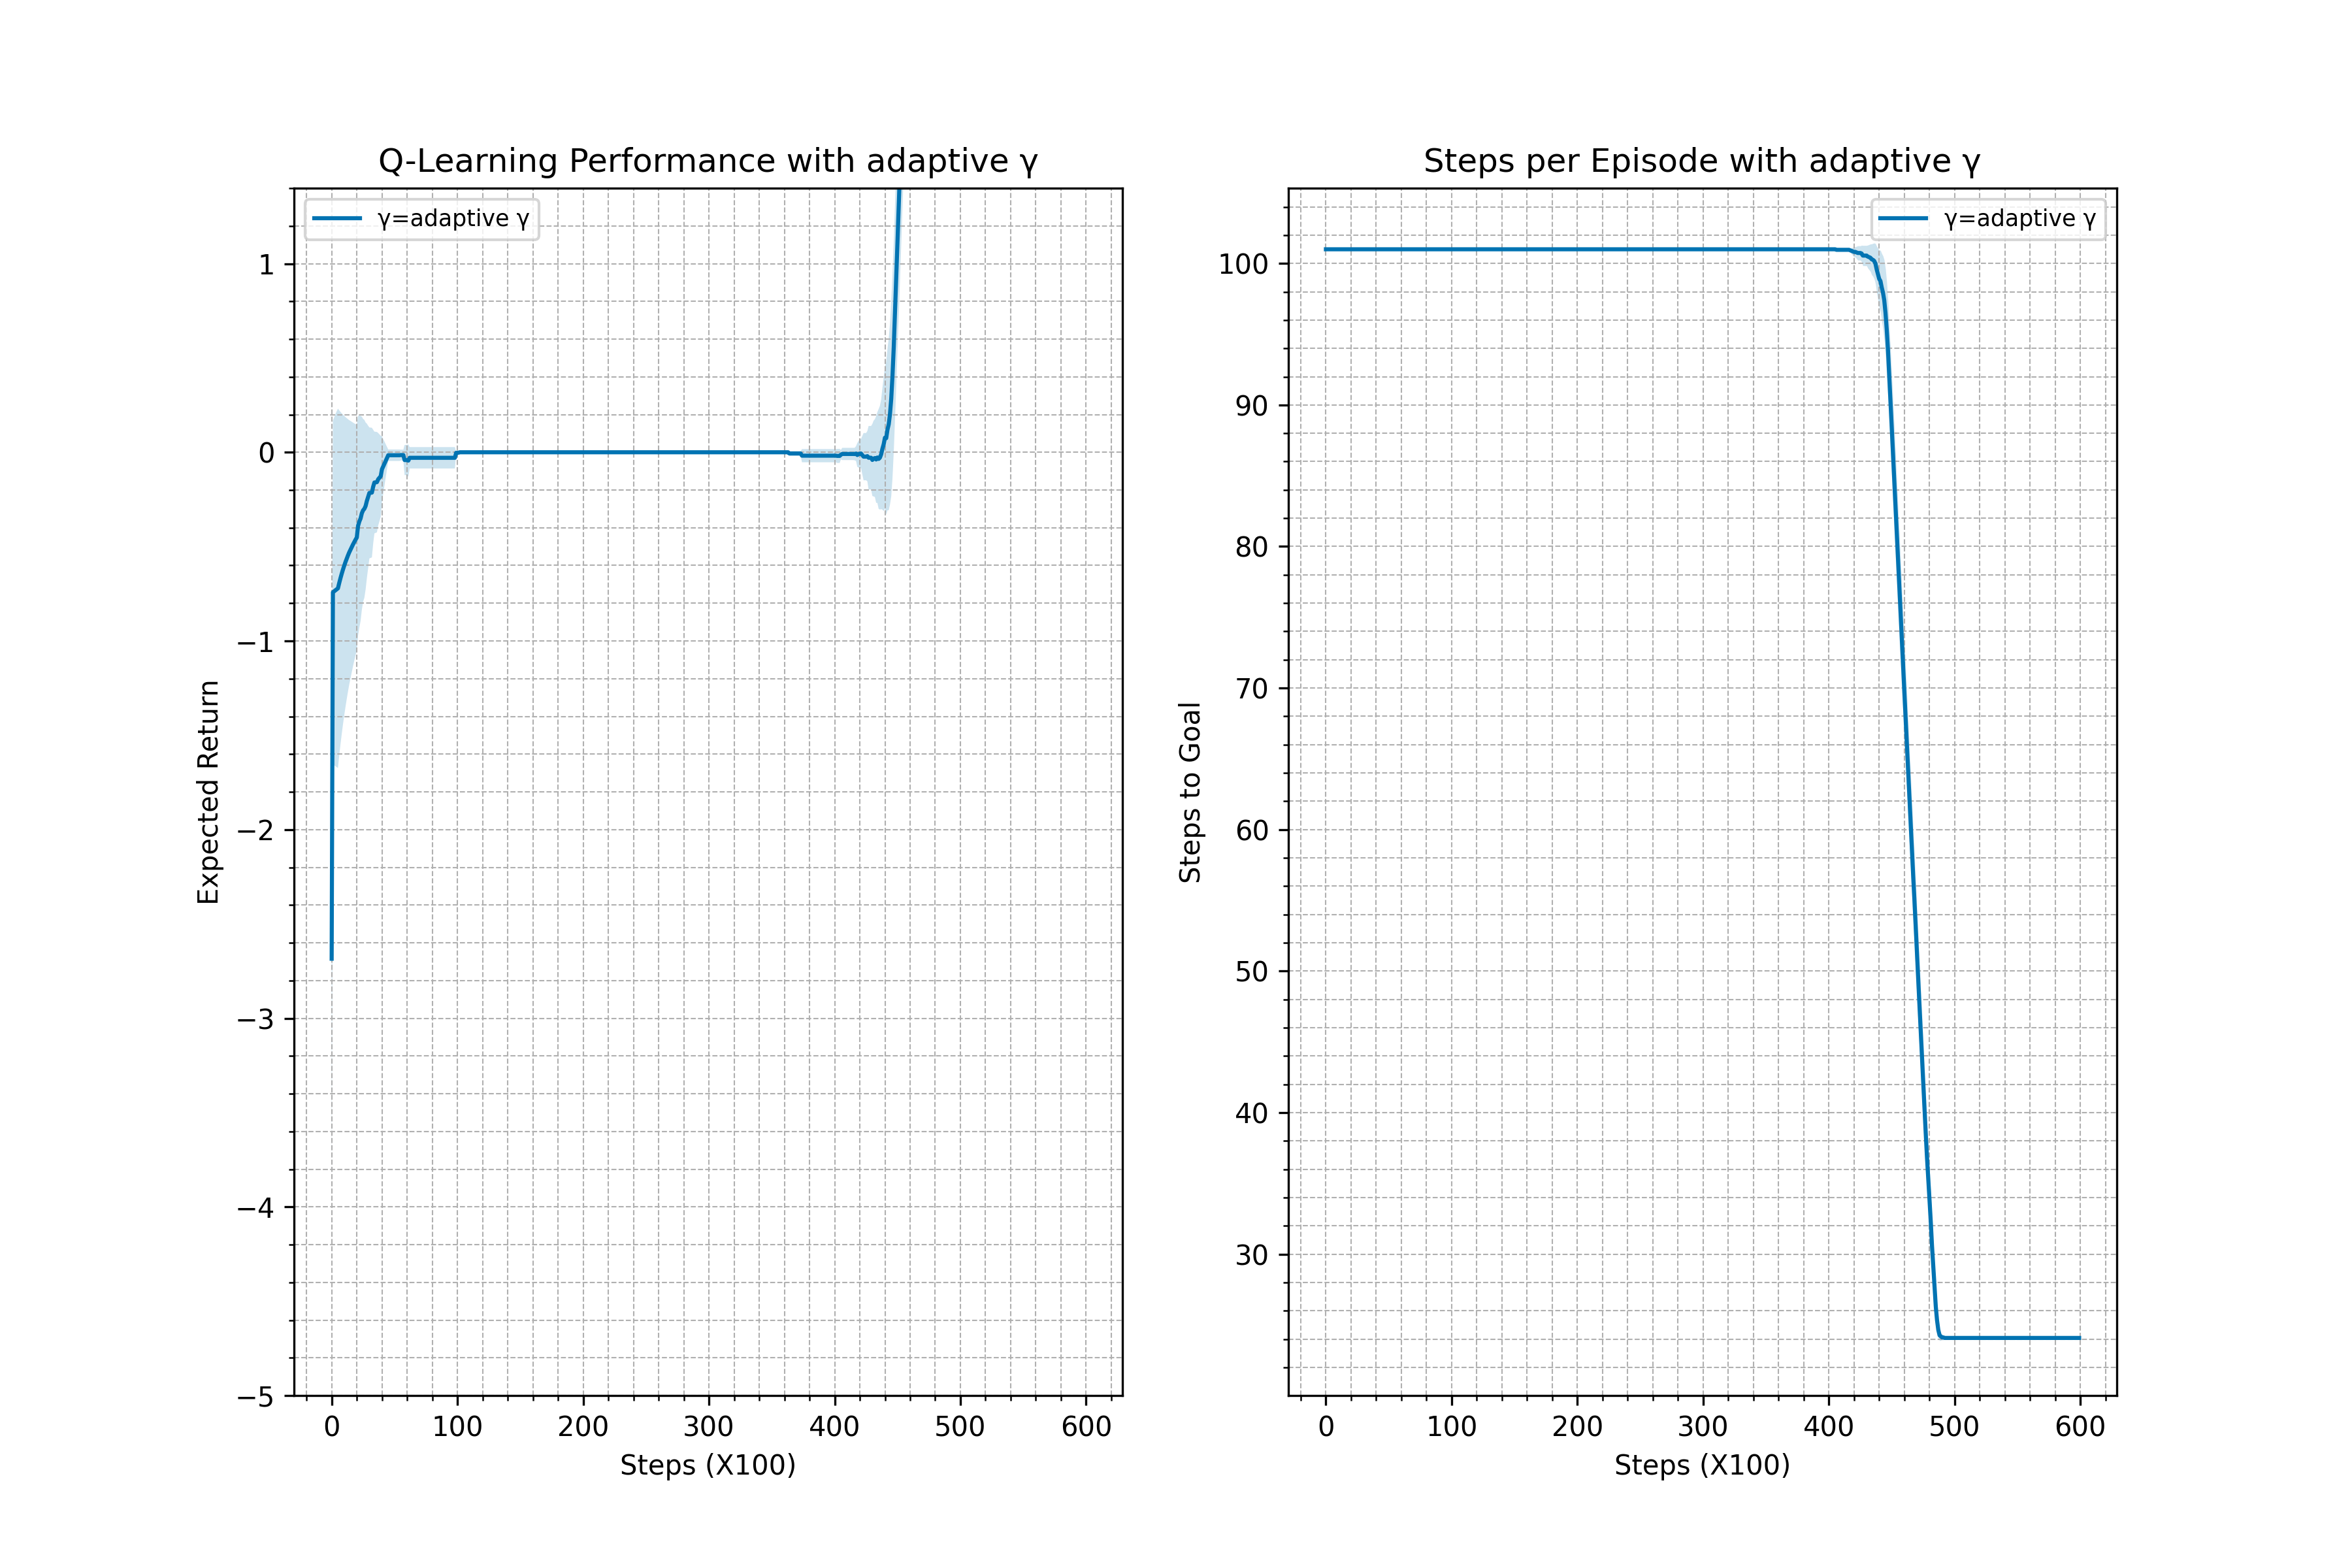 Q-Learning Performance with adaptive γ
γ=adaptive γ
1
0
−1
−2
−3
−4
−5
Expected Return
0 100 200 300 400 500 600
Steps (X100)
Steps per Episode with adaptive γ
γ=adaptive γ
100
90
80
70
60
50
40
30
Steps to Goal
0 100 200 300 400 500 600
Steps (X100)